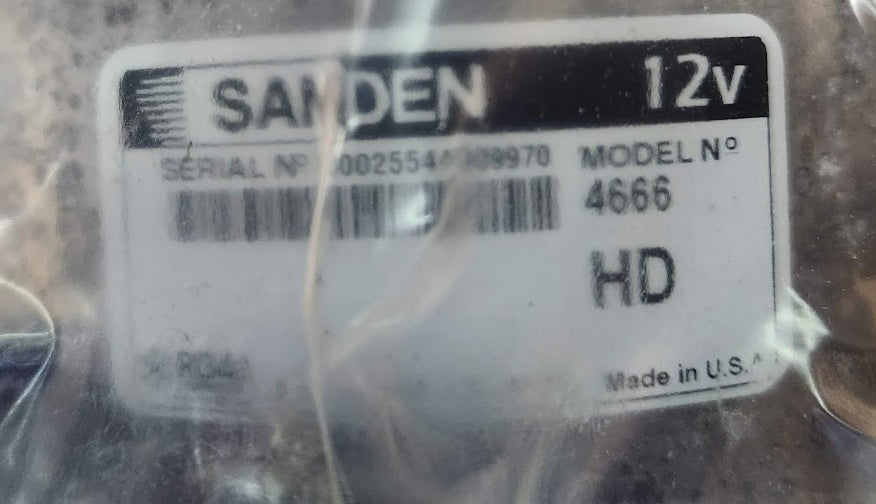 SANDEN 12v
SERIAL Nº MODEL Nº
4666
HD
Made in U.S.A